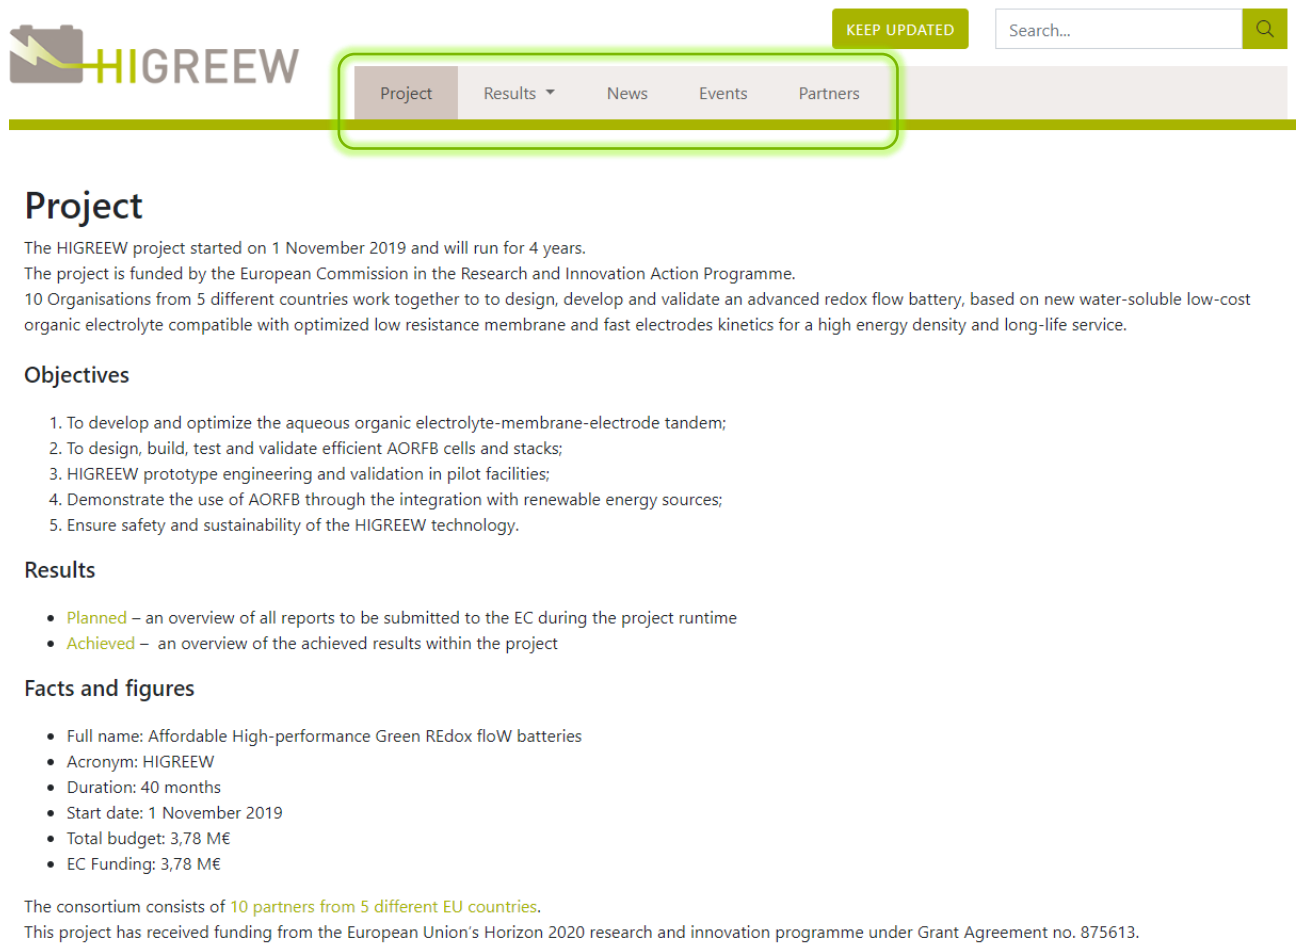 KEEP UPDATED
Search...
HIGREEW
Project Results News Events Partners
Project
The HIGREEW project started on 1 November 2019 and will run for 4 years.
The project is funded by the European Commission in the Research and Innovation Action Programme.
10 Organisations from 5 different countries work together to to design, develop and validate an advanced redox flow battery, based on new water-soluble low-cost
organic electrolyte compatible with optimized low resistance membrane and fast electrodes kinetics for a high energy density and long-life service.
Objectives
1. To develop and optimize the aqueous organic electrolyte-membrane-electrode tandem;
2. To design, build, test and validate efficient AORFB cells and stacks;
3. HIGREEW prototype engineering and validation in pilot facilities;
4. Demonstrate the use of AORFB through the integration with renewable energy sources;
5. Ensure safety and sustainability of the HIGREEW technology.
Results
• Planned – an overview of all reports to be submitted to the EC during the project runtime
• Achieved – an overview of the achieved results within the project
Facts and figures
• Full name: Affordable High-performance Green REdox floW batteries
• Acronym: HIGREEW
• Duration: 40 months
• Start date: 1 November 2019
• Total budget: 3,78 M€
• EC Funding: 3,78 M€
The consortium consists of 10 partners from 5 different EU countries.
This project has received funding from the European Union's Horizon 2020 research and innovation programme under Grant Agreement no. 875613.